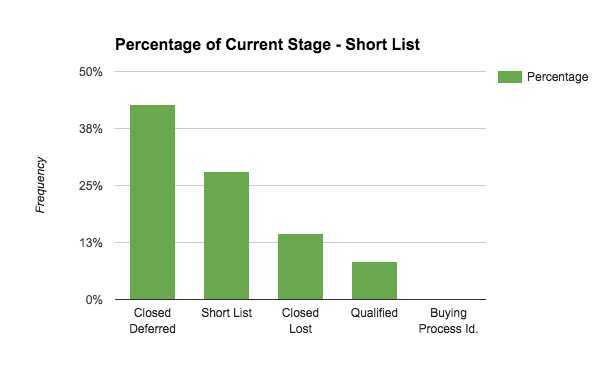 Percentage of Current Stage - Short List
50%
38%
25%
13%
0%
Frequency
Percentage
Closed
Deferred
Short List
Closed
Lost
Qualified
Buying
Process Id.